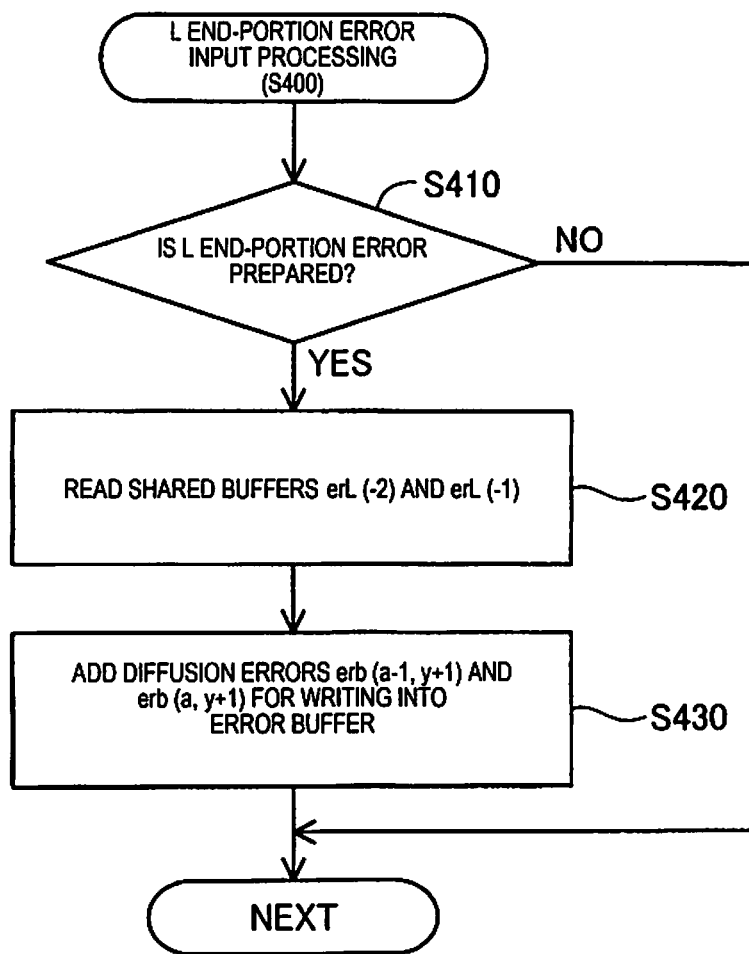 L END-PORTION ERROR
INPUT PROCESSING
(S400)
S410
IS L END-PORTION ERROR
PREPARED?
NO
YES
READ SHARED BUFFERS erL (-2) AND erL (-1)
S420
ADD DIFFUSION ERRORS erb (a-1, y+1) AND
erb (a, y+1) FOR WRITING INTO
ERROR BUFFER
S430
NEXT